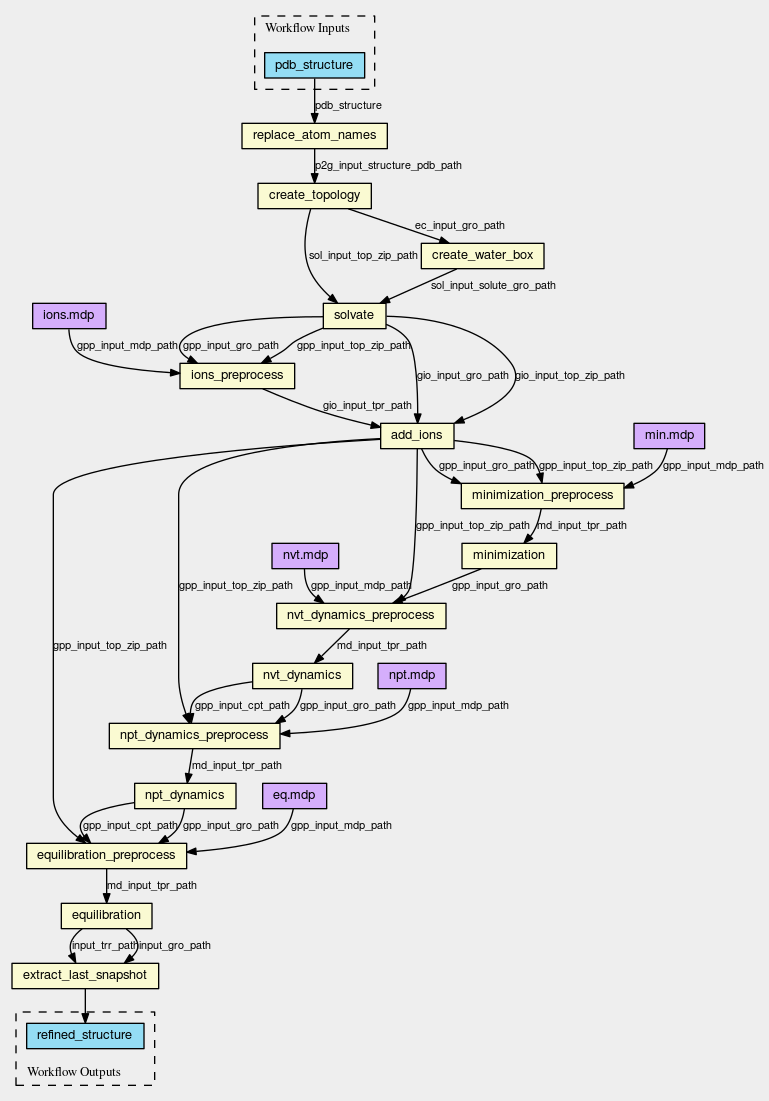 Workflow Inputs
pdb_structure
pdb_structure
replace_atom_names
p2g_input_structure_pdb_path
create_topology
ec_input_gro_path
sol_input_top_zip_path
create_water_box
sol_input_solute_gro_path
ions.mdp
solvate
gpp_input_mdp_path
gpp_input_gro_path
gpp_input_top_zip_path
gio_input_gro_path
gio_input_top_zip_path
ions_preprocess
gio_input_tpr_path
add_ions
min.mdp
gpp_input_gro_path
gpp_input_top_zip_path
gpp_input_mdp_path
minimization_preprocess
gpp_input_top_zip_path
md_input_tpr_path
nvt.mdp
minimization
gpp_input_top_zip_path
gpp_input_mdp_path
gpp_input_gro_path
nvt_dynamics_preprocess
gpp_input_top_zip_path
md_input_tpr_path
nvt_dynamics
npt.mdp
gpp_input_cpt_path
gpp_input_gro_path
gpp_input_mdp_path
npt_dynamics_preprocess
md_input_tpr_path
npt_dynamics
eq.mdp
gpp_input_cpt_path
gpp_input_gro_path
gpp_input_mdp_path
equilibration_preprocess
md_input_tpr_path
equilibration
input_trr_path
input_gro_path
extract_last_snapshot
refined_structure
Workflow Outputs